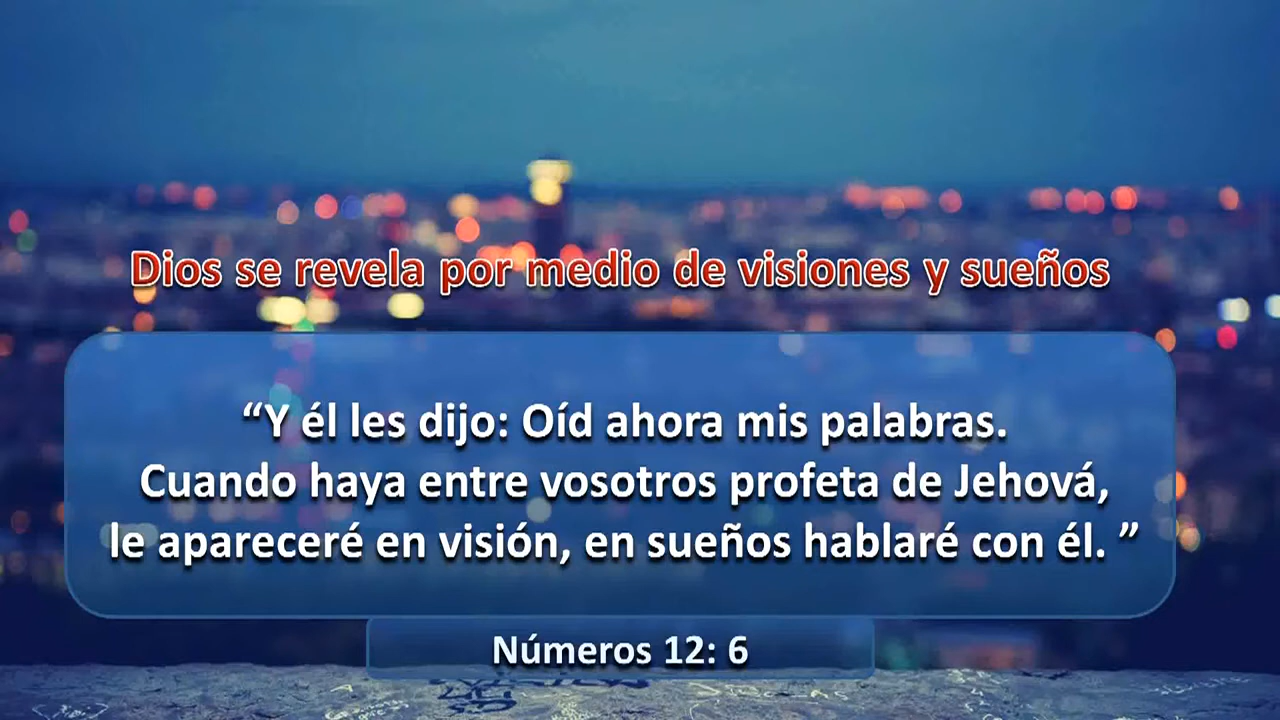 Dios se revela por medio de visiones y sueños
“Y él les dijo: Oíd ahora mis palabras.
Cuando haya entre vosotros profeta de Jehová,
le apareceré en visión, en sueños hablaré con él. ”
Números 12: 6